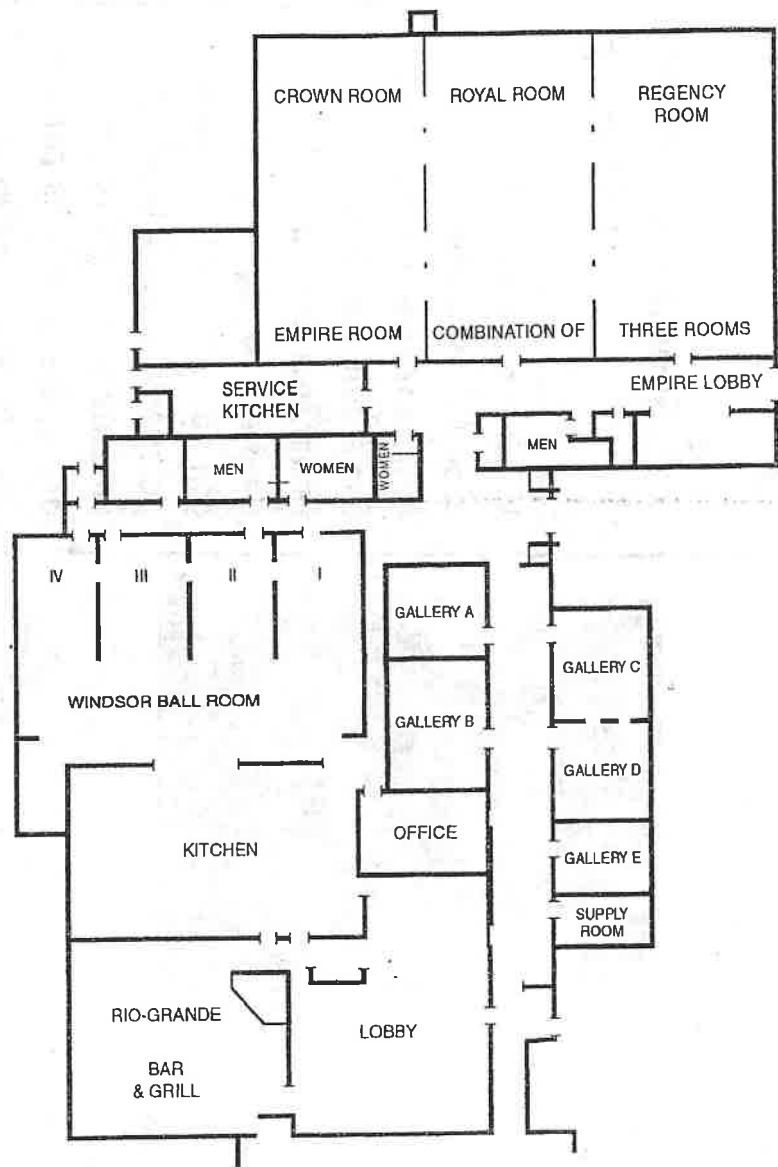 CROWN ROOM
ROYAL ROOM
REGENCY
ROOM
EMPIRE ROOM
COMBINATION OF
THREE ROOMS
EMPIRE LOBBY
SERVICE
KITCHEN
MEN
WOMEN
WOMEN
MEN
IV
III
II
I
GALLERY A
GALLERY C
WINDSOR BALL ROOM
GALLERY B
GALLERY D
KITCHEN
OFFICE
GALLERY E
SUPPLY
ROOM
RIO-GRANDE
BAR
& GRILL
LOBBY